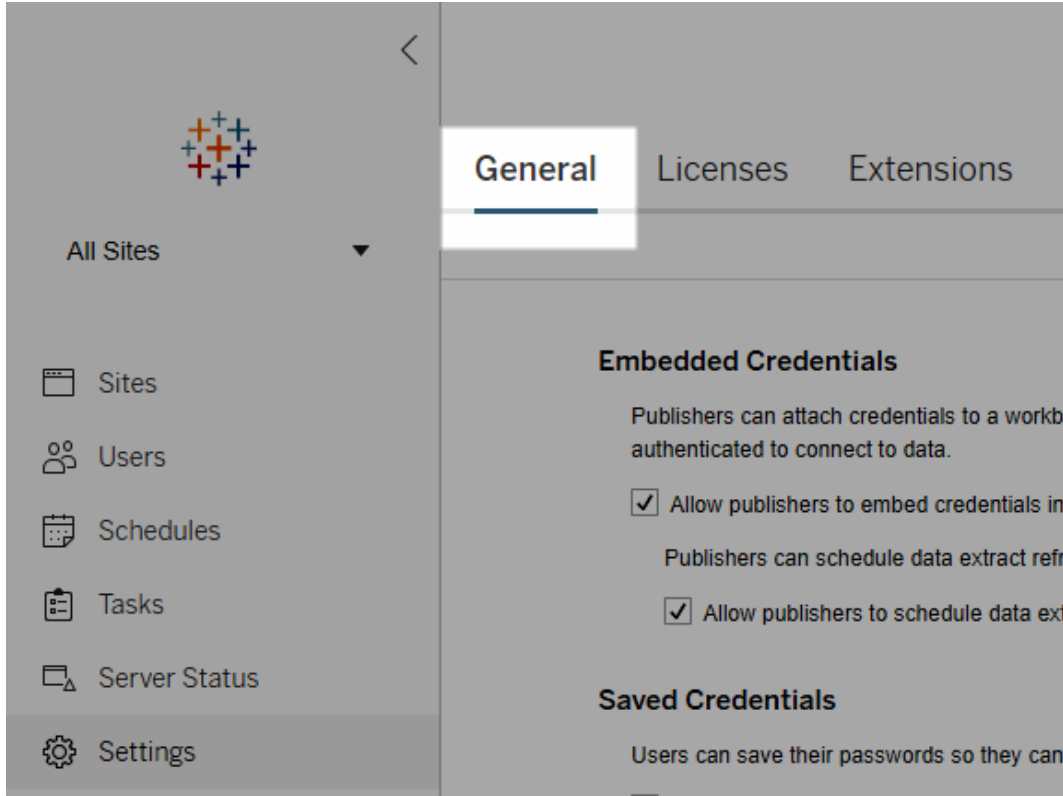 General
Licenses
Extensions
All Sites
Sites
Users
Schedules
Tasks
Server Status
Settings
Embedded Credentials
Publishers can attach credentials to a workb
authenticated to connect to data.
Allow publishers to embed credentials in
Publishers can schedule data extract refr
Allow publishers to schedule data ext
Saved Credentials
Users can save their passwords so they can